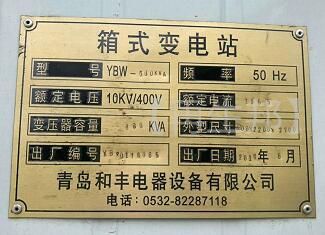 箱式变电站
型号 YBW- 频率 50 Hz
额定电压 10KV/400V 额定电流
变压器容量 KVA 外型尺寸
出厂编号 出厂日期 年 月
青岛和丰电器设备有限公司
电话:0532-82287118